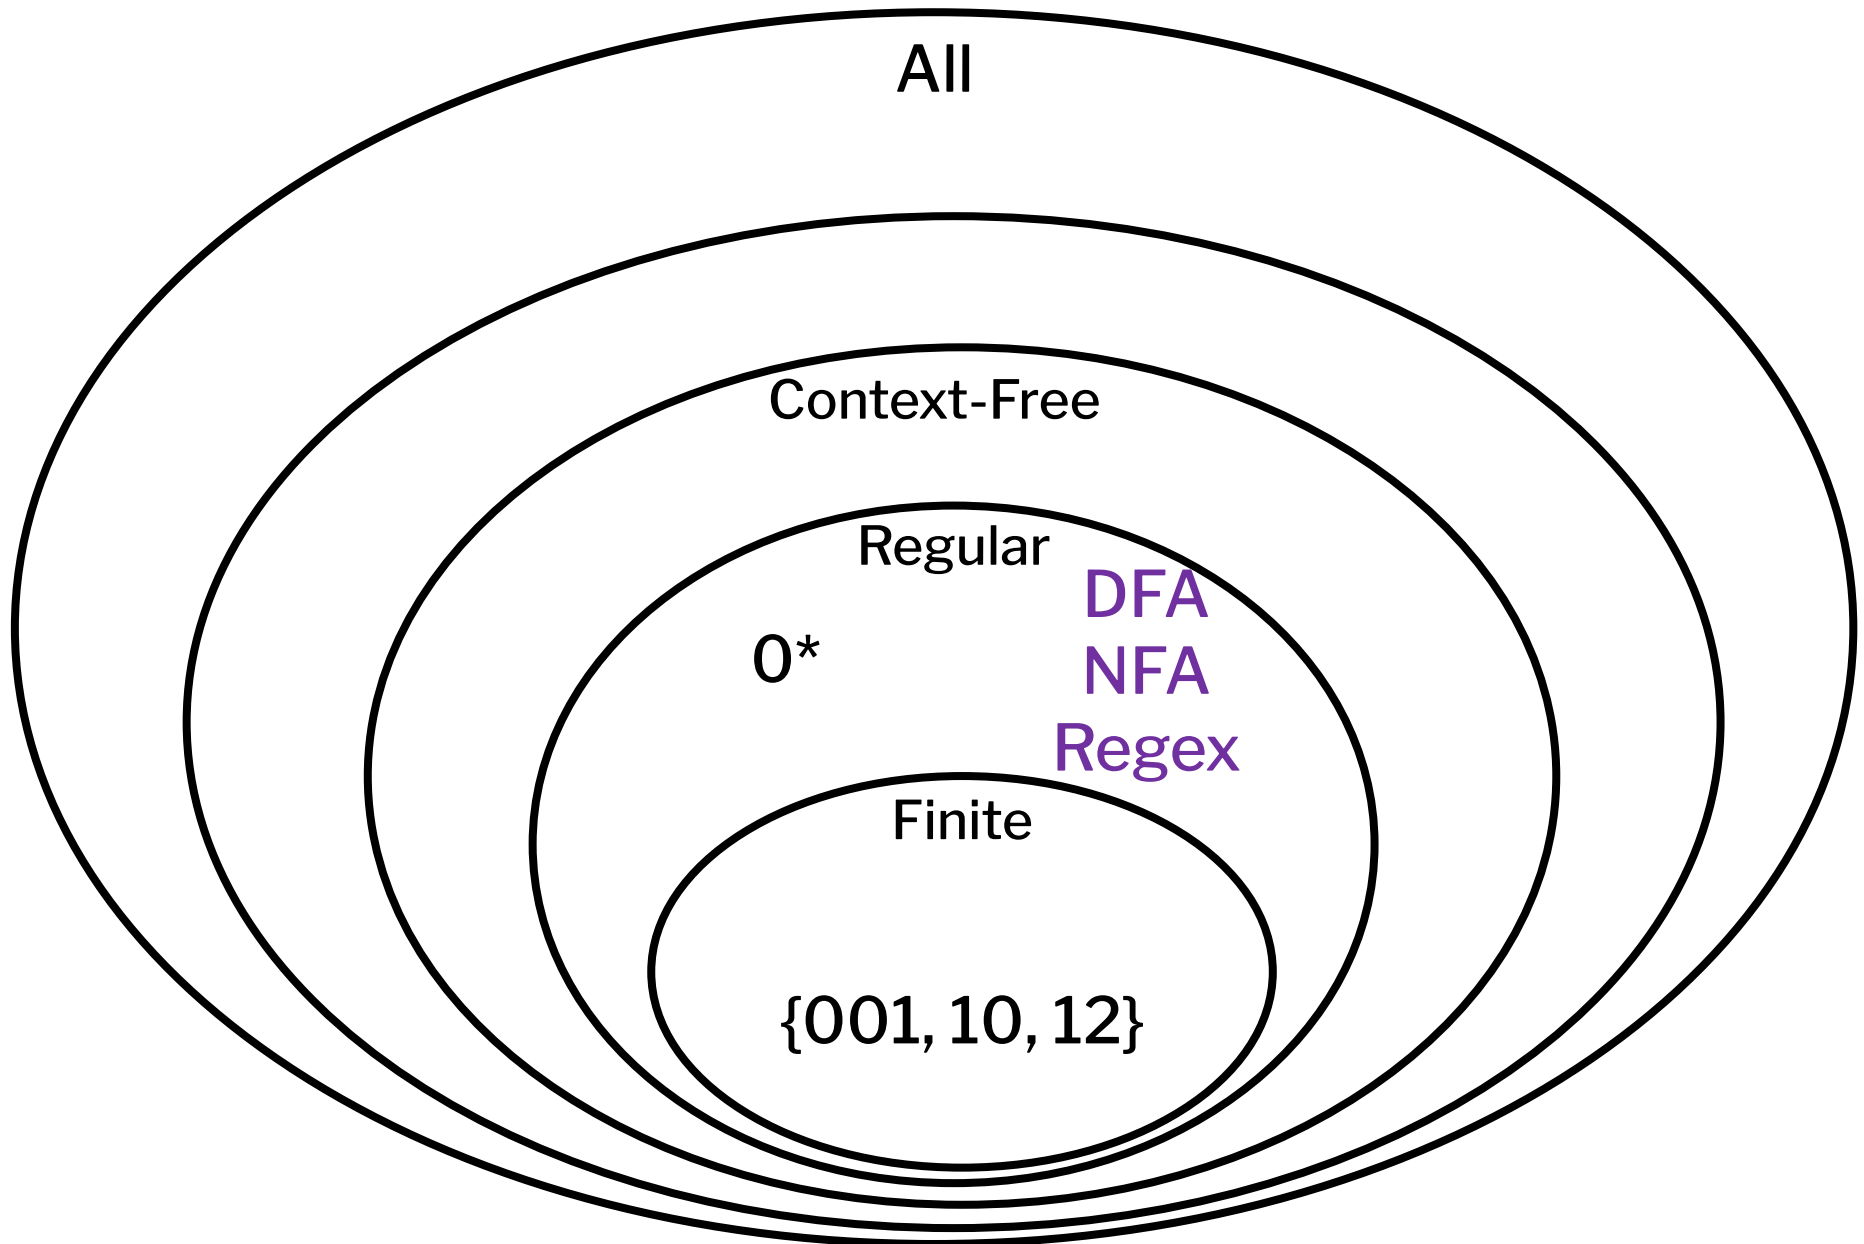 All
Context-Free
Regular
DFA
0*
NFA
Regex
Finite
{001, 10, 12}